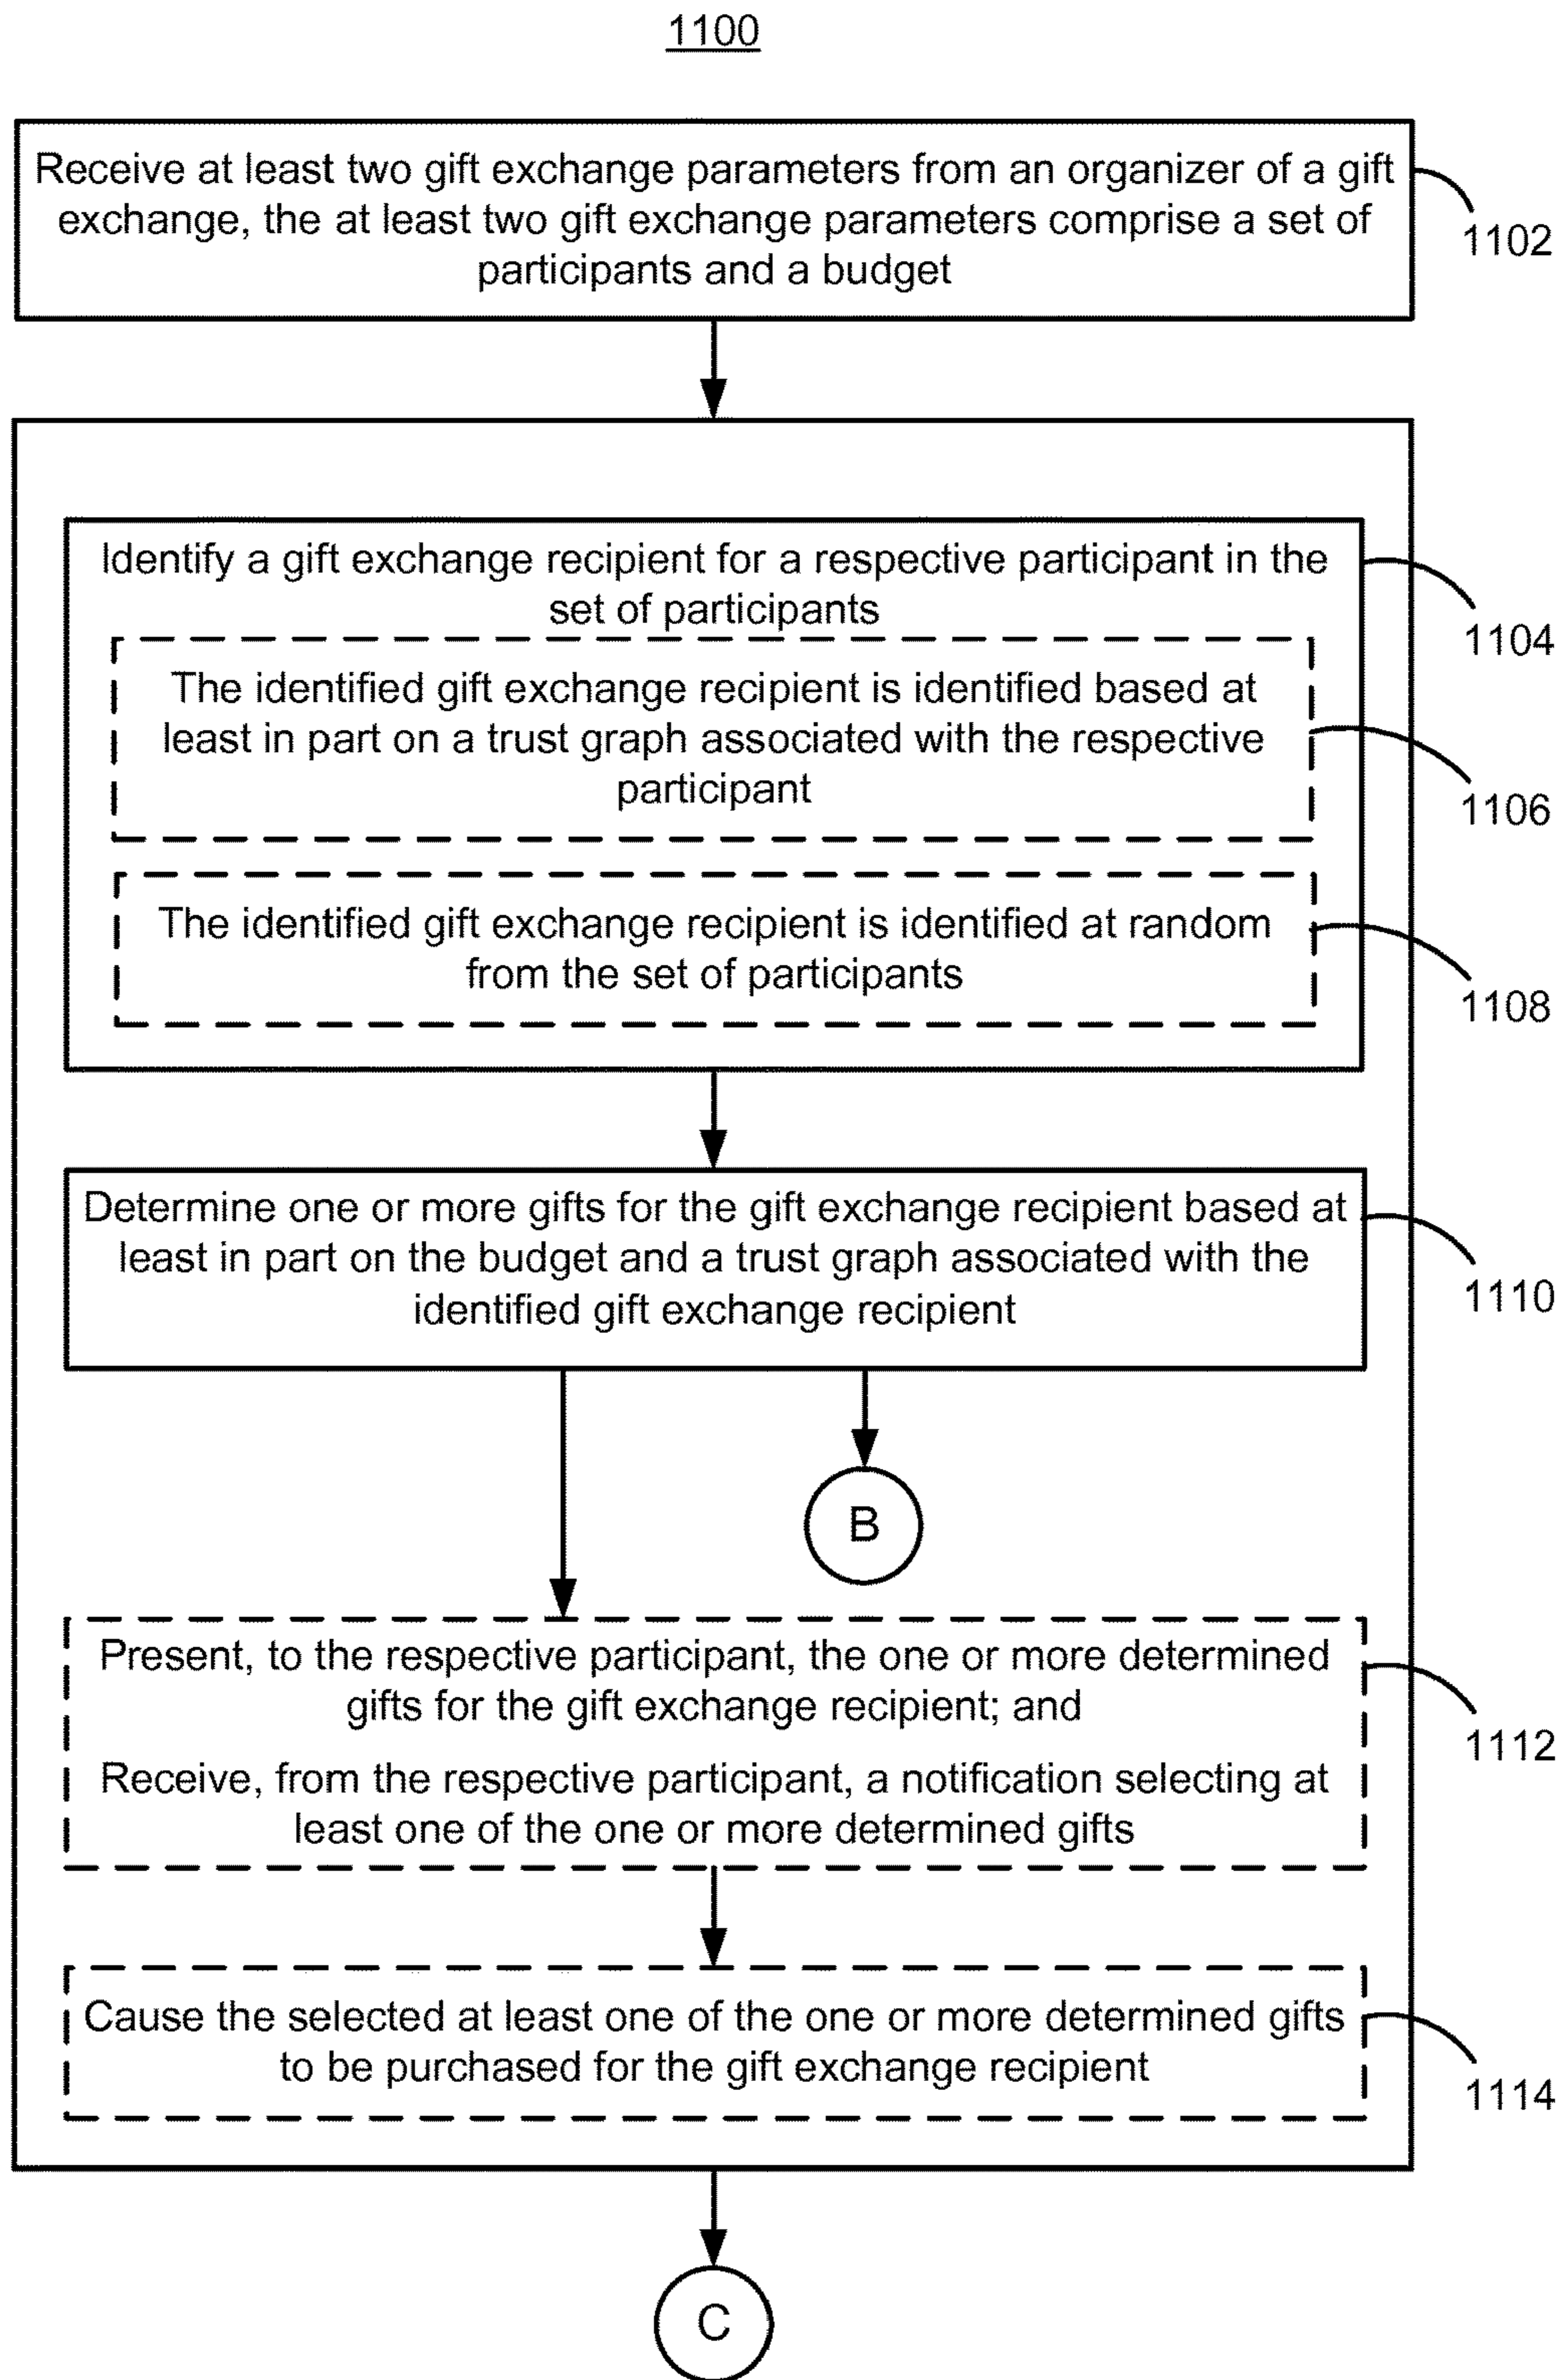 1100
Receive at least two gift exchange parameters from an organizer of a gift
exchange, the at least two gift exchange parameters comprise a set of
participants and a budget
1102
Identify a gift exchange recipient for a respective participant in the
set of participants
1104
The identified gift exchange recipient is identified based at
least in part on a trust graph associated with the respective
participant
1106
The identified gift exchange recipient is identified at random
from the set of participants
1108
Determine one or more gifts for the gift exchange recipient based at
least in part on the budget and a trust graph associated with the
identified gift exchange recipient
1110
B
Present, to the respective participant, the one or more determined
gifts for the gift exchange recipient; and
Receive, from the respective participant, a notification selecting at
least one of the one or more determined gifts
1112
Cause the selected at least one of the one or more determined gifts
to be purchased for the gift exchange recipient
1114
C